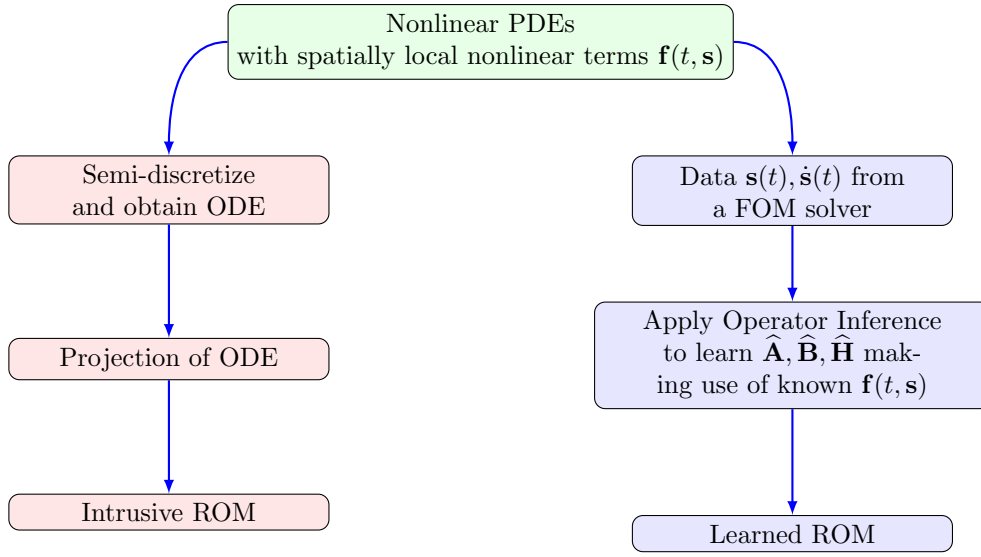 Nonlinear PDEs
with spatially local nonlinear terms f(t, s)
Semi-discretize
and obtain ODE
Projection of ODE
Intrusive ROM
Data s(t), ṡ(t) from
a FOM solver
Apply Operator Inference
to learn Â, B̂, Ĥ mak-
ing use of known f(t, s)
Learned ROM